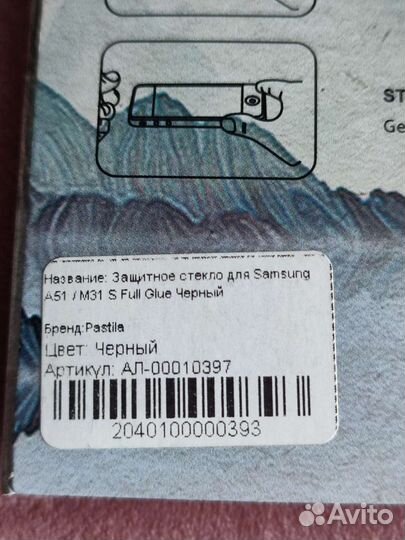 ST
Ge
Название: Защитное стекло для Samsung
A51 / M31 S Full Glue Черный
Бренд:Pastila
Цвет: Черный
Артикул: АЛ-00010397
2040100000393
Avito